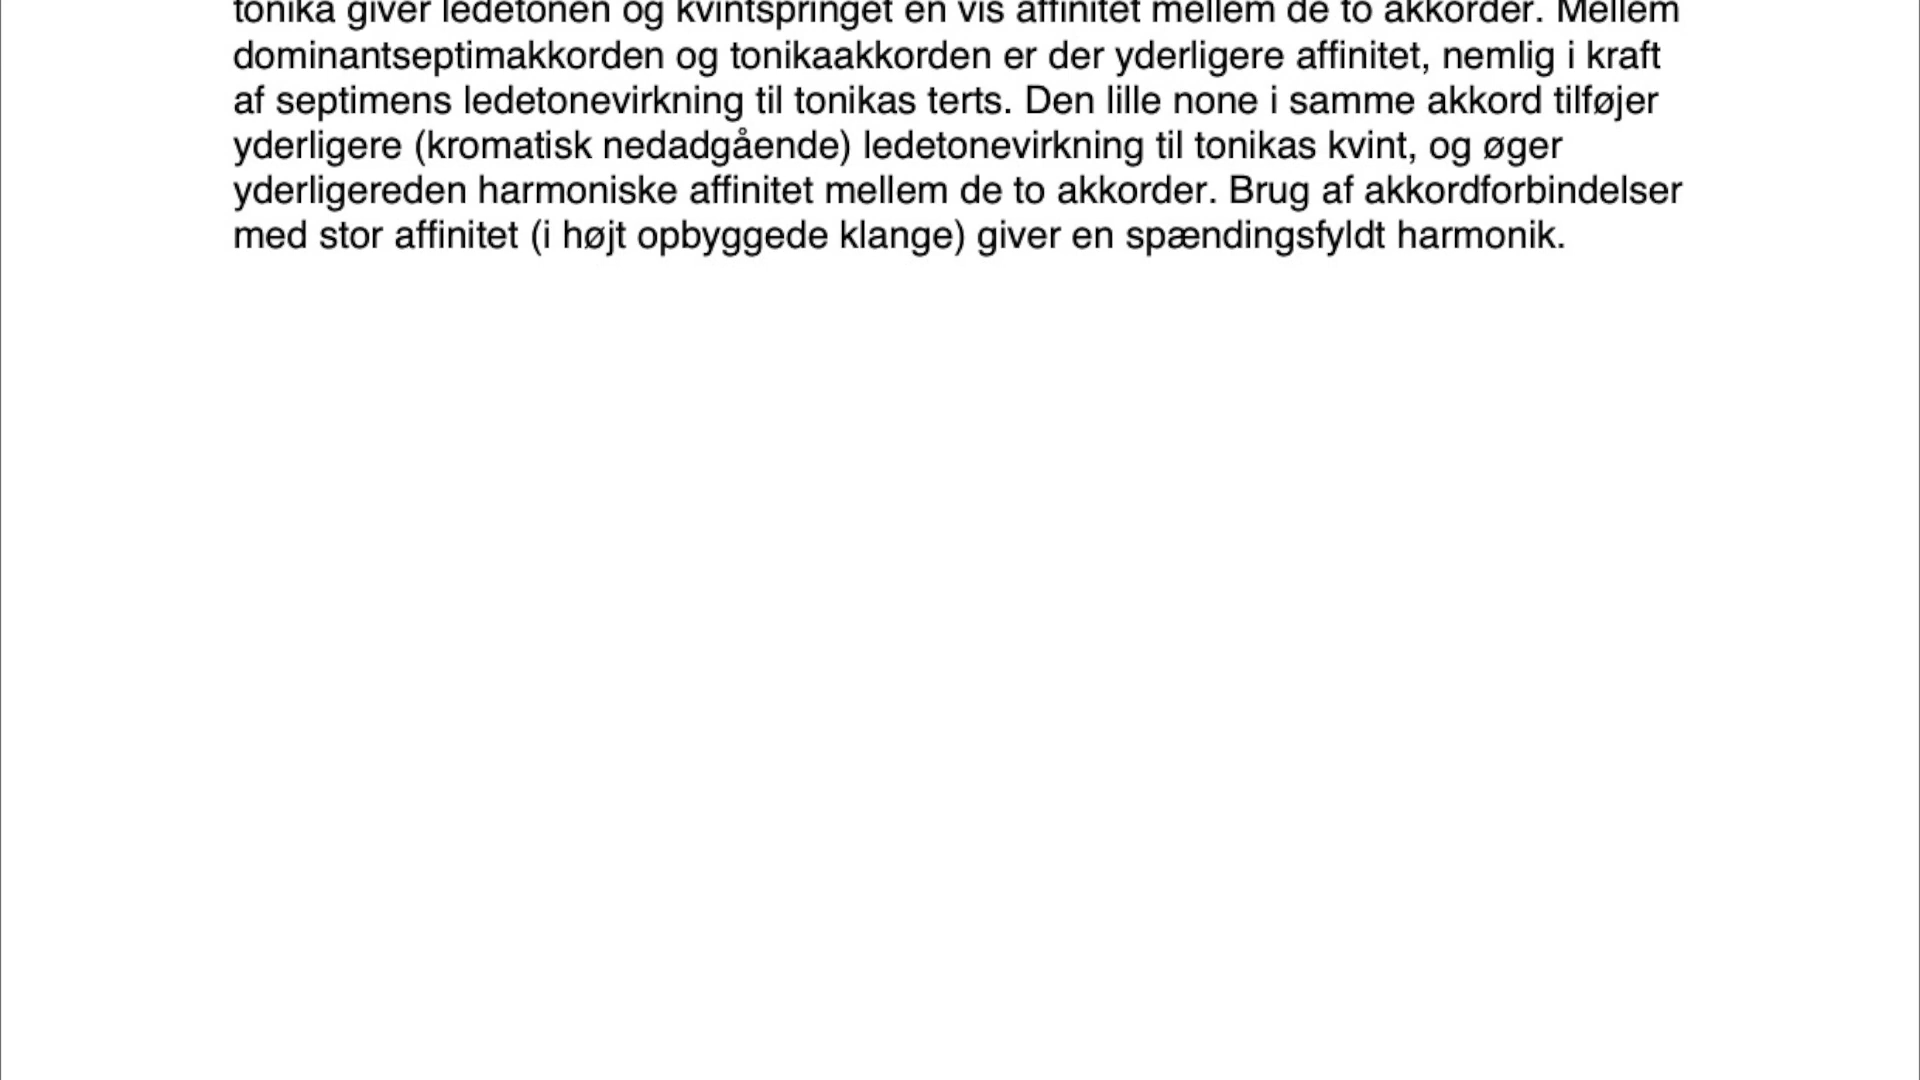 tonika giver ledetonen og kvintspringet en vis affinitet mellem de to akkorder. Mellem
dominantseptimakkorden og tonikaakkorden er der yderligere affinitet, nemlig i kraft
af septimens ledetonevirkning til tonikas terts. Den lille none i samme akkord tilføjer
yderligere (kromatisk nedadgående) ledetonevirkning til tonikas kvint, og øger
yderligereden harmoniske affinitet mellem de to akkorder. Brug af akkordforbindelser
med stor affinitet (i højt opbyggede klange) giver en spændingsfyldt harmonik.